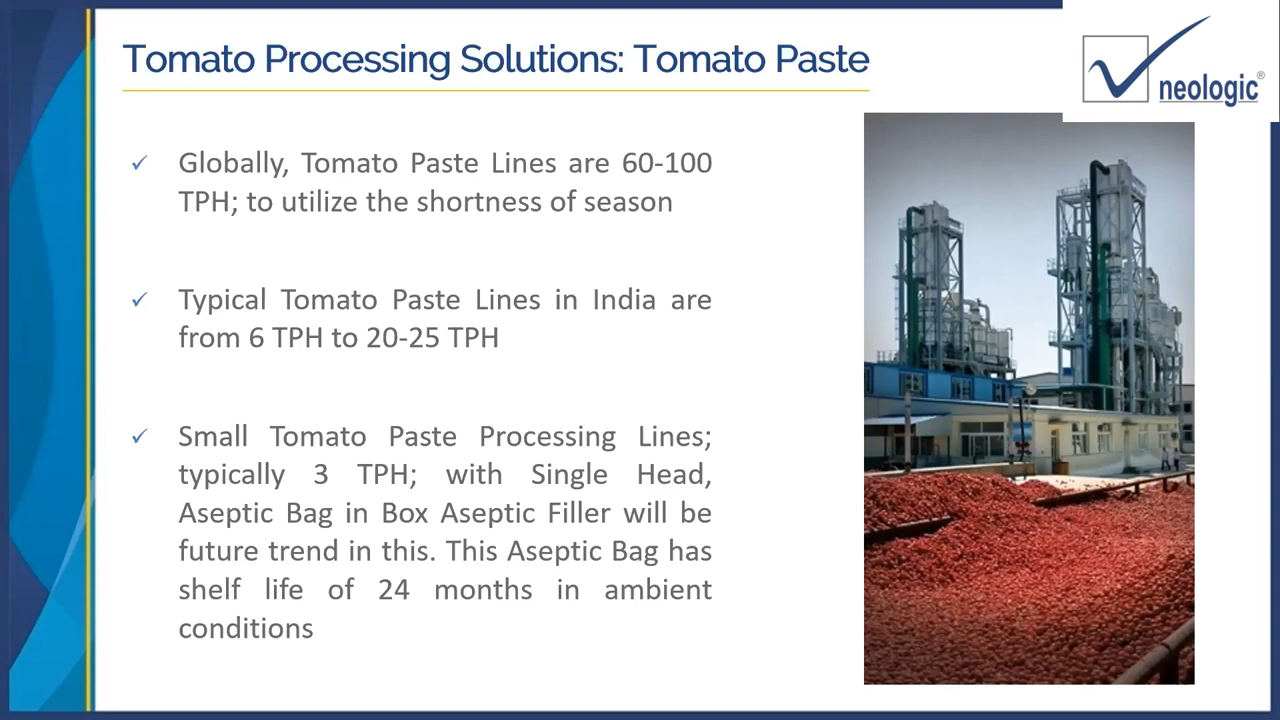 Tomato Processing Solutions: Tomato Paste
neologic®
✓ Globally, Tomato Paste Lines are 60-100
TPH; to utilize the shortness of season
✓ Typical Tomato Paste Lines in India are
from 6 TPH to 20-25 TPH
✓ Small Tomato Paste Processing Lines;
typically 3 TPH; with Single Head,
Aseptic Bag in Box Aseptic Filler will be
future trend in this. This Aseptic Bag has
shelf life of 24 months in ambient
conditions